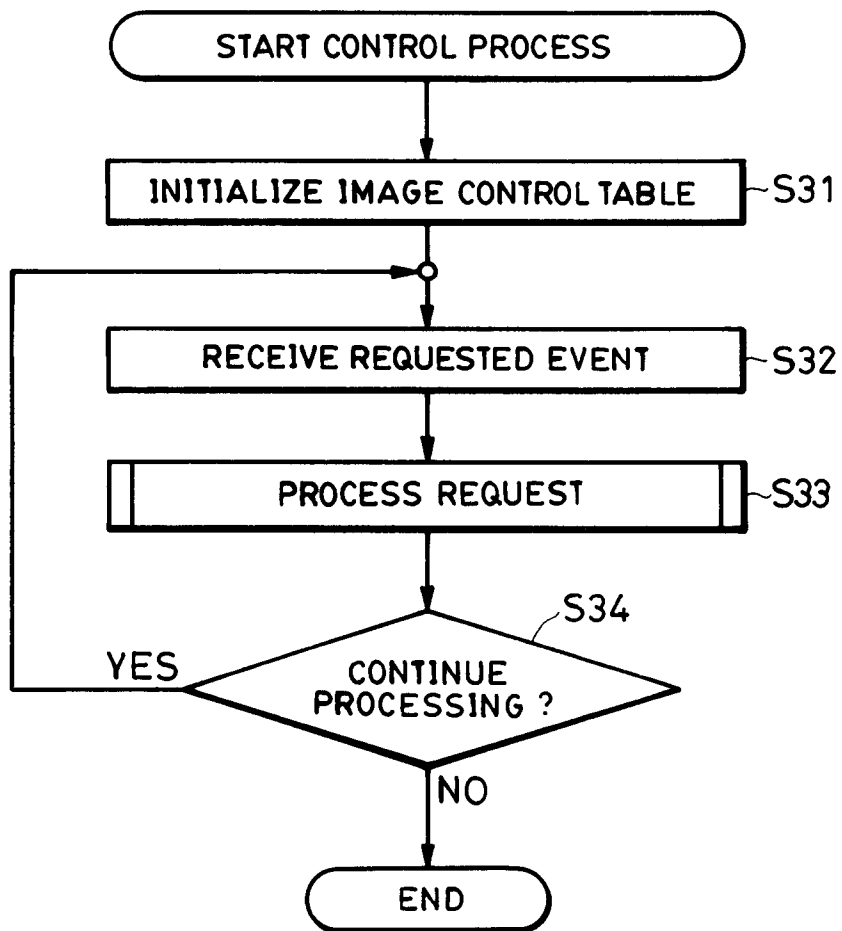 START CONTROL PROCESS
INITIALIZE IMAGE CONTROL TABLE
S31
RECEIVE REQUESTED EVENT
S32
PROCESS REQUEST
S33
S34
YES
CONTINUE
PROCESSING ?
NO
END